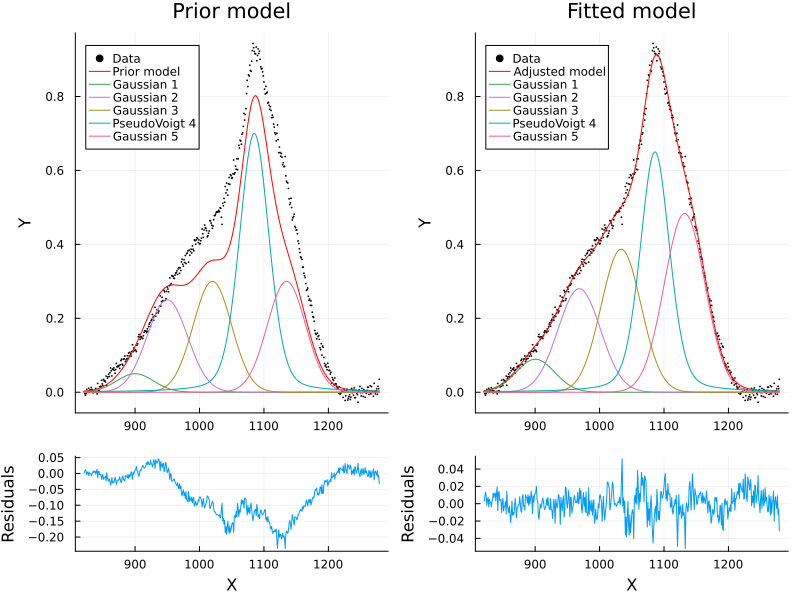 Prior model
Fitted model
Y
0.8
0.6
0.4
0.2
0.0
Data
Prior model
Gaussian 1
Gaussian 2
Gaussian 3
PseudoVoigt 4
Gaussian 5
900
1000
1100
1200
Y
0.8
0.6
0.4
0.2
0.0
Data
Adjusted model
Gaussian 1
Gaussian 2
Gaussian 3
PseudoVoigt 4
Gaussian 5
900
1000
1100
1200
Residuals
0.05
0.00
−0.05
−0.10
−0.15
−0.20
900
1000
1100
1200
X
Residuals
0.04
0.02
0.00
−0.02
−0.04
900
1000
1100
1200
X